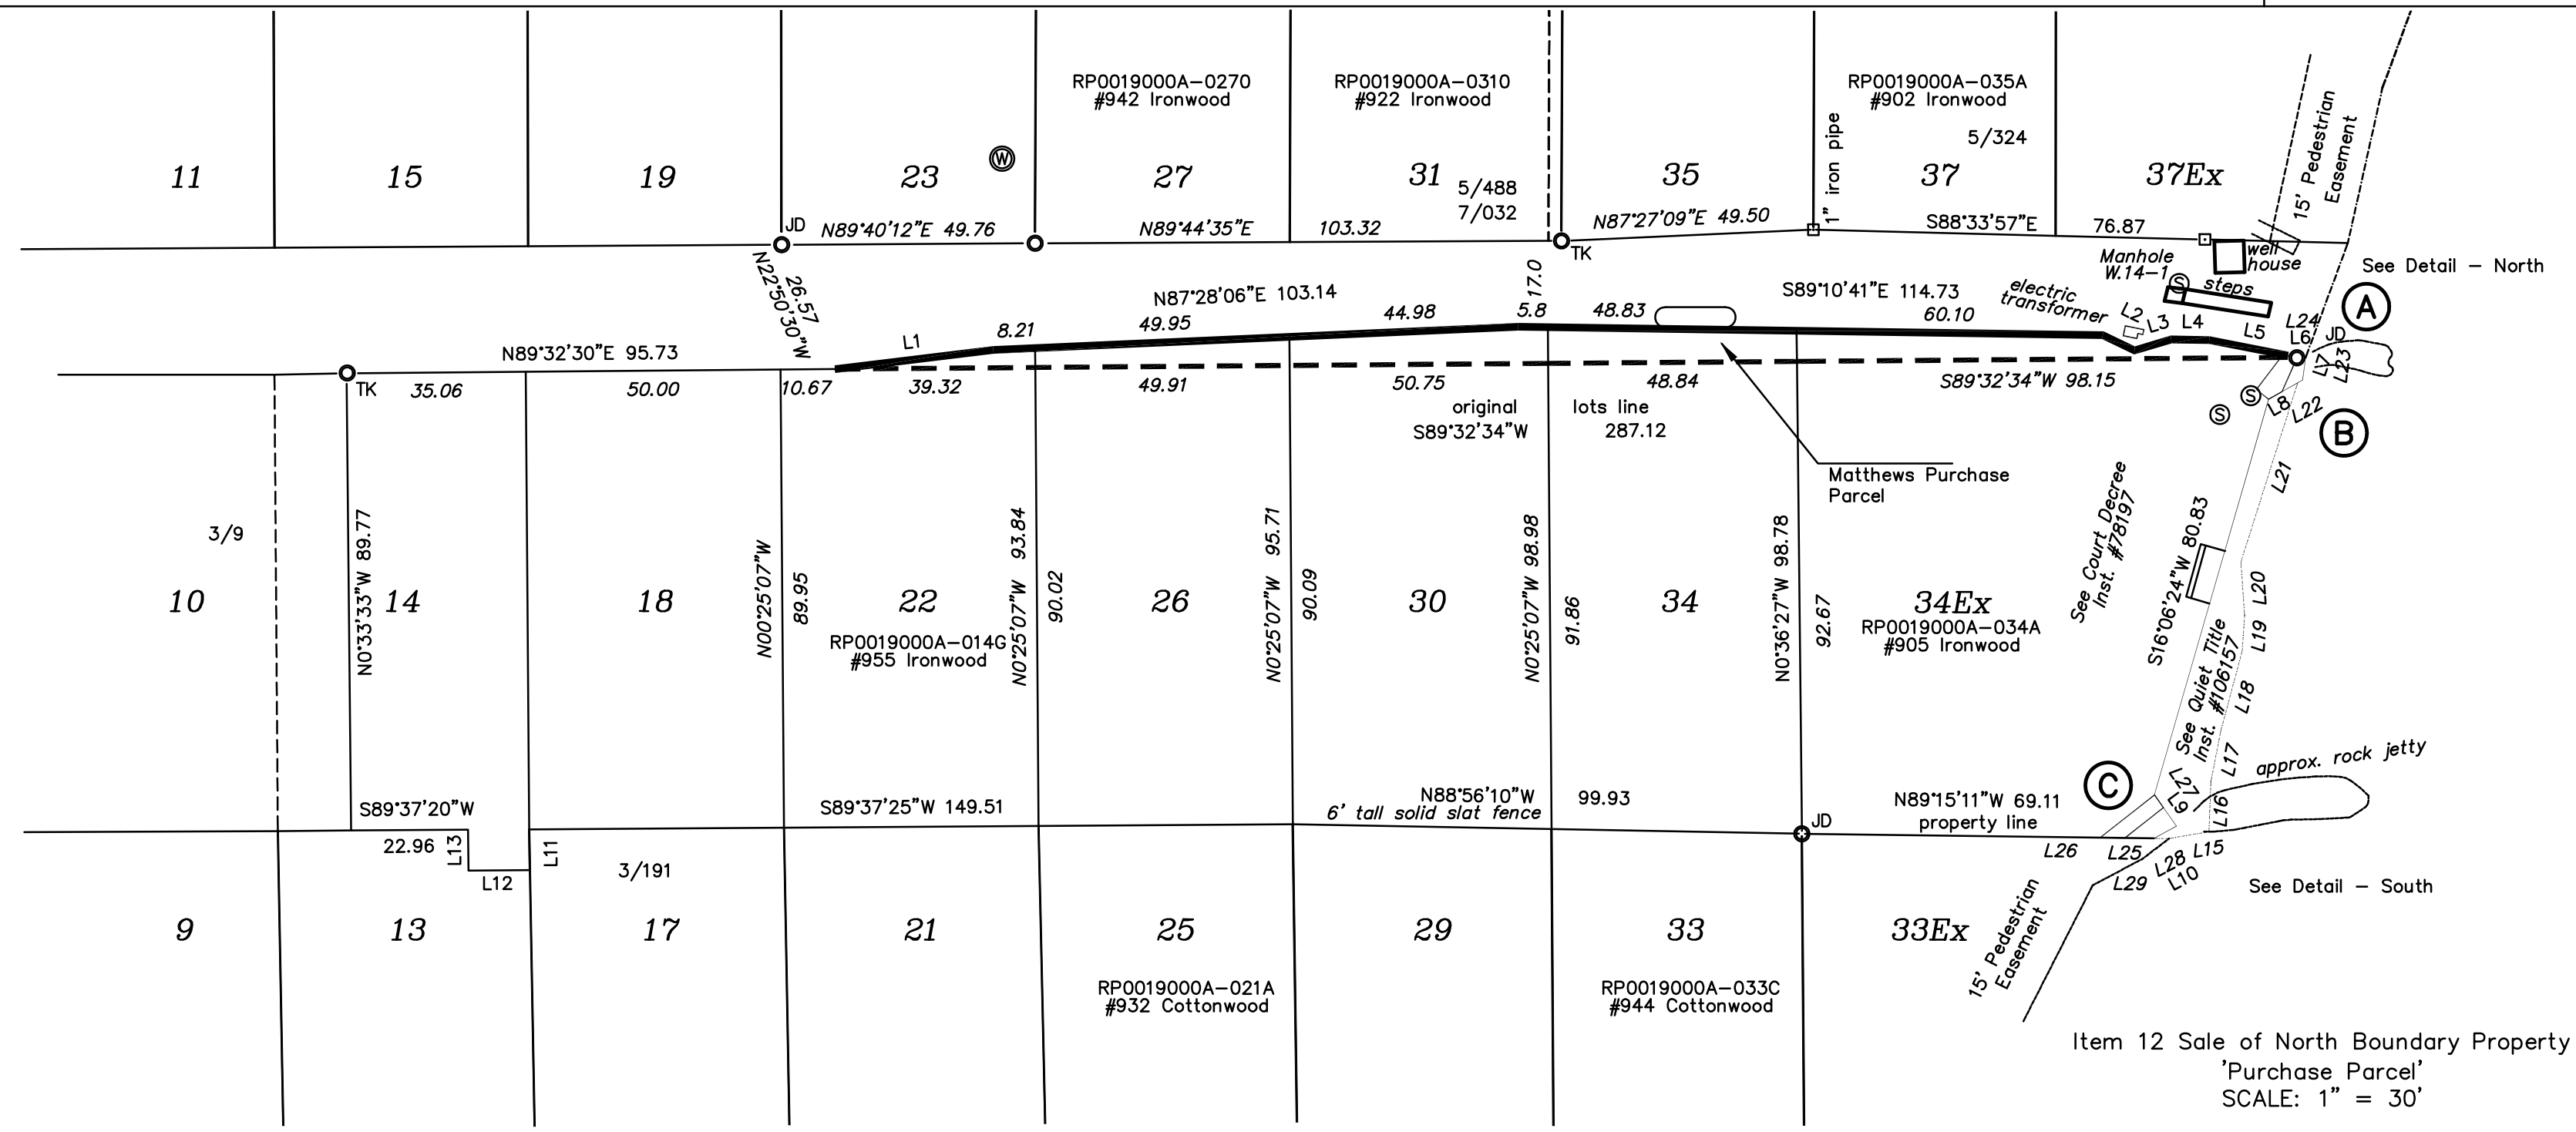 RP0019000A-0270
#942 Ironwood
RP0019000A-0310
#922 Ironwood
RP0019000A-035A
#902 Ironwood
5/324
1" iron pipe
15' Pedestrian
Easement
11
15
19
23
W
27
31
5/488
7/032
35
37
37Ex
JD
N89°40'12"E 49.76
N89°44'35"E
103.32
TK
N87°27'09"E 49.50
S88°33'57"E
76.87
Manhole
W.14-1
S
well
house
steps
See Detail - North
A
N22°50'30"W
26.57
N87°28'06"E 103.14
17.0
S89°10'41"E 114.73
electric
transformer
L1
8.21
49.95
44.98
5.8
48.83
60.10
L2
L3
L4
L5
L24
L6
JD
L7
L23
N89°32'30"E 95.73
TK
35.06
50.00
10.67
39.32
49.91
50.75
48.84
S89°32'34"W 98.15
original
lots line
S89°32'34"W
287.12
S
S
L8
L22
B
Matthews Purchase
Parcel
L21
See Court Decree
Inst. #78197
S16°06'24"W 80.83
3/9
N0°33'33"W 89.77
N00°25'07"W
89.95
N0°25'07"W 93.84
90.02
N0°25'07"W 95.71
90.09
N0°25'07"W 98.98
91.86
N0°36'27"W 98.78
92.67
10
14
18
22
RP0019000A-014G
#955 Ironwood
26
30
34
34Ex
RP0019000A-034A
#905 Ironwood
L20
L19
L18
L17
L16
See Quiet Title
Inst. #106157
approx. rock jetty
C
L27
L9
S89°37'20"W
22.96
L13
L12
L11
S89°37'25"W 149.51
3/191
N88°56'10"W
99.93
6' tall solid slat fence
JD
N89°15'11"W 69.11
property line
L26
L25
L28
L15
L29
L10
See Detail - South
15' Pedestrian
Easement
9
13
17
21
25
29
33
33Ex
RP0019000A-021A
#932 Cottonwood
RP0019000A-033C
#944 Cottonwood
Item 12 Sale of North Boundary Property
'Purchase Parcel'
SCALE: 1" = 30'